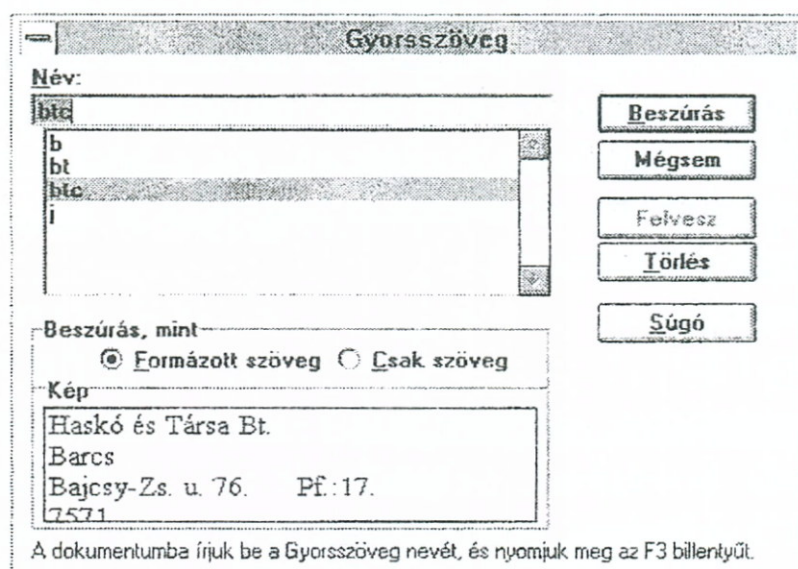 Gyorsszöveg
Név:
btc
b
bt
btc
j
Beszúrás
Mégsem
Felvesz
Törlés
Súgó
Beszúrás, mint
Formázott szöveg Csak szöveg
Kép
Haskó és Társa Bt.
Barcs
Bajcsy-Zs. u. 76. Pf.:17.
7571
A dokumentumba írjuk be a Gyorsszöveg nevét, és nyomjuk meg az F3 billentyűt.